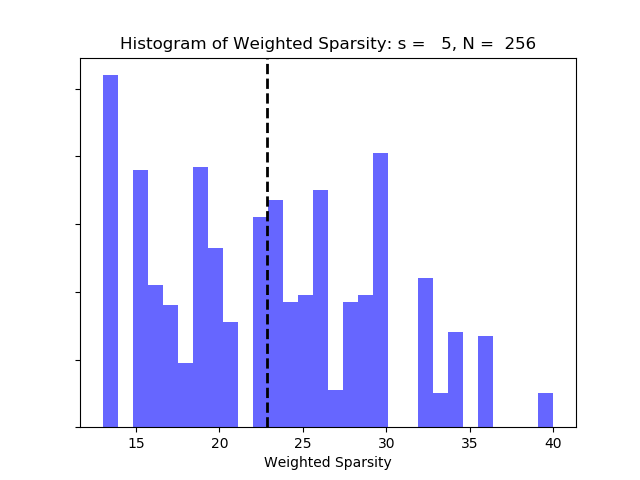 Histogram of Weighted Sparsity: s =   5, N =  256
15 20 25 30 35 40
Weighted Sparsity